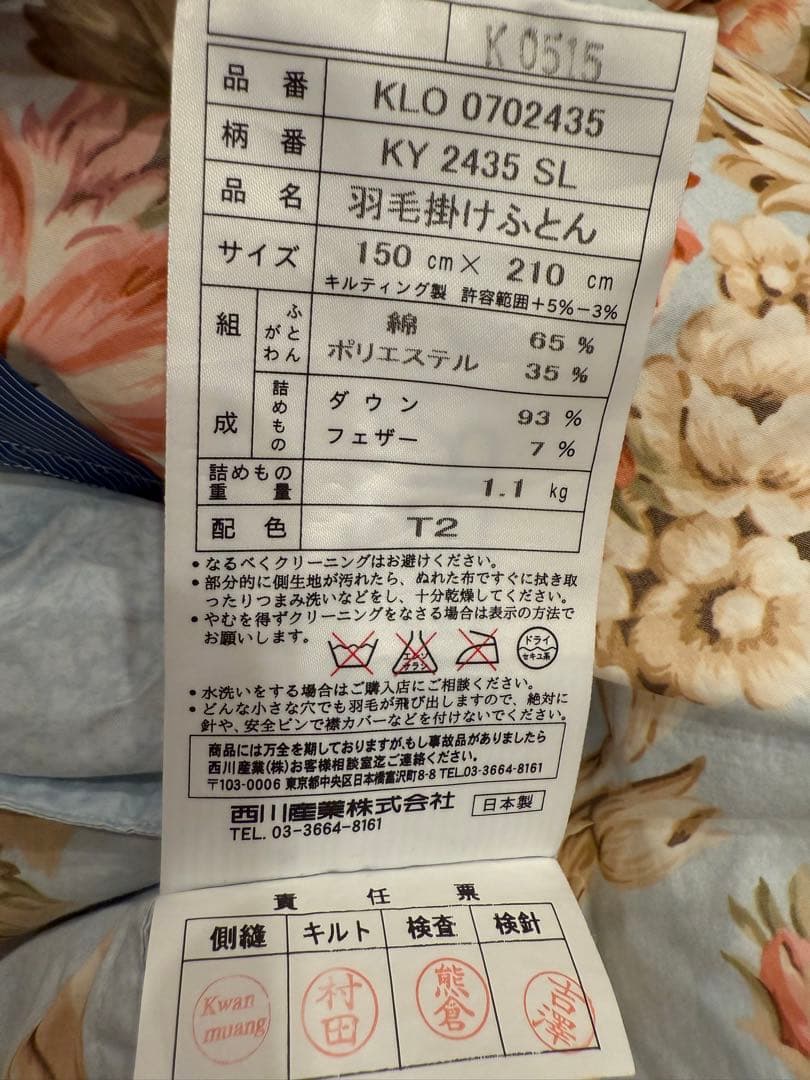 K 0515
品番 KLO 0702435
柄番 KY 2435 SL
品名 羽毛掛けふとん
サイズ 150 cm× 210 cm
キルティング製 許容範囲+5%-3%
組成 ふとんがわ 綿 65 %
ポリエステル 35 %
詰めもの ダウン 93 %
フェザー 7 %
詰めもの重量 1.1 kg
配色 T2
・なるべくクリーニングはお避けください。
・部分的に側生地が汚れたら、ぬれた布ですぐに拭き取
ったりつまみ洗いなどをし、十分乾燥してください。
・やむを得ずクリーニングをなさる場合は表示の方法で
お願いします。
エンソ
サラシ
ドライ
セキユ系
・水洗いをする場合はご購入店にご相談ください。
・どんな小さな穴でも羽毛が飛び出しますので、絶対に
針や、安全ピンで襟カバーなどを付けないでください。
商品には万全を期しておりますが、もし事故品がありましたら
西川産業(株)お客様相談室迄ご連絡ください。
〒103-0006 東京都中央区日本橋富沢町8-8 TEL.03-3664-8161
西川産業株式会社 日本製
TEL. 03-3664-8161
責任票
側縫 キルト 検査 検針
Kwan muang 村田 熊倉 吉澤